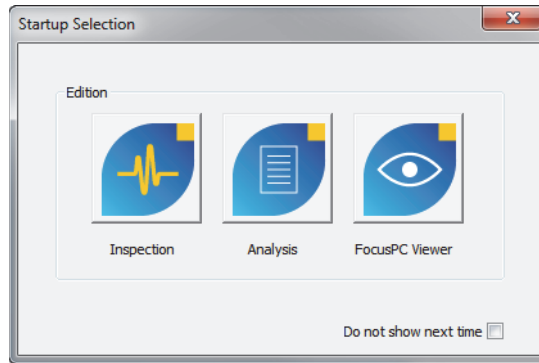 Startup Selection
Edition
Inspection Analysis FocusPC Viewer
Do not show next time